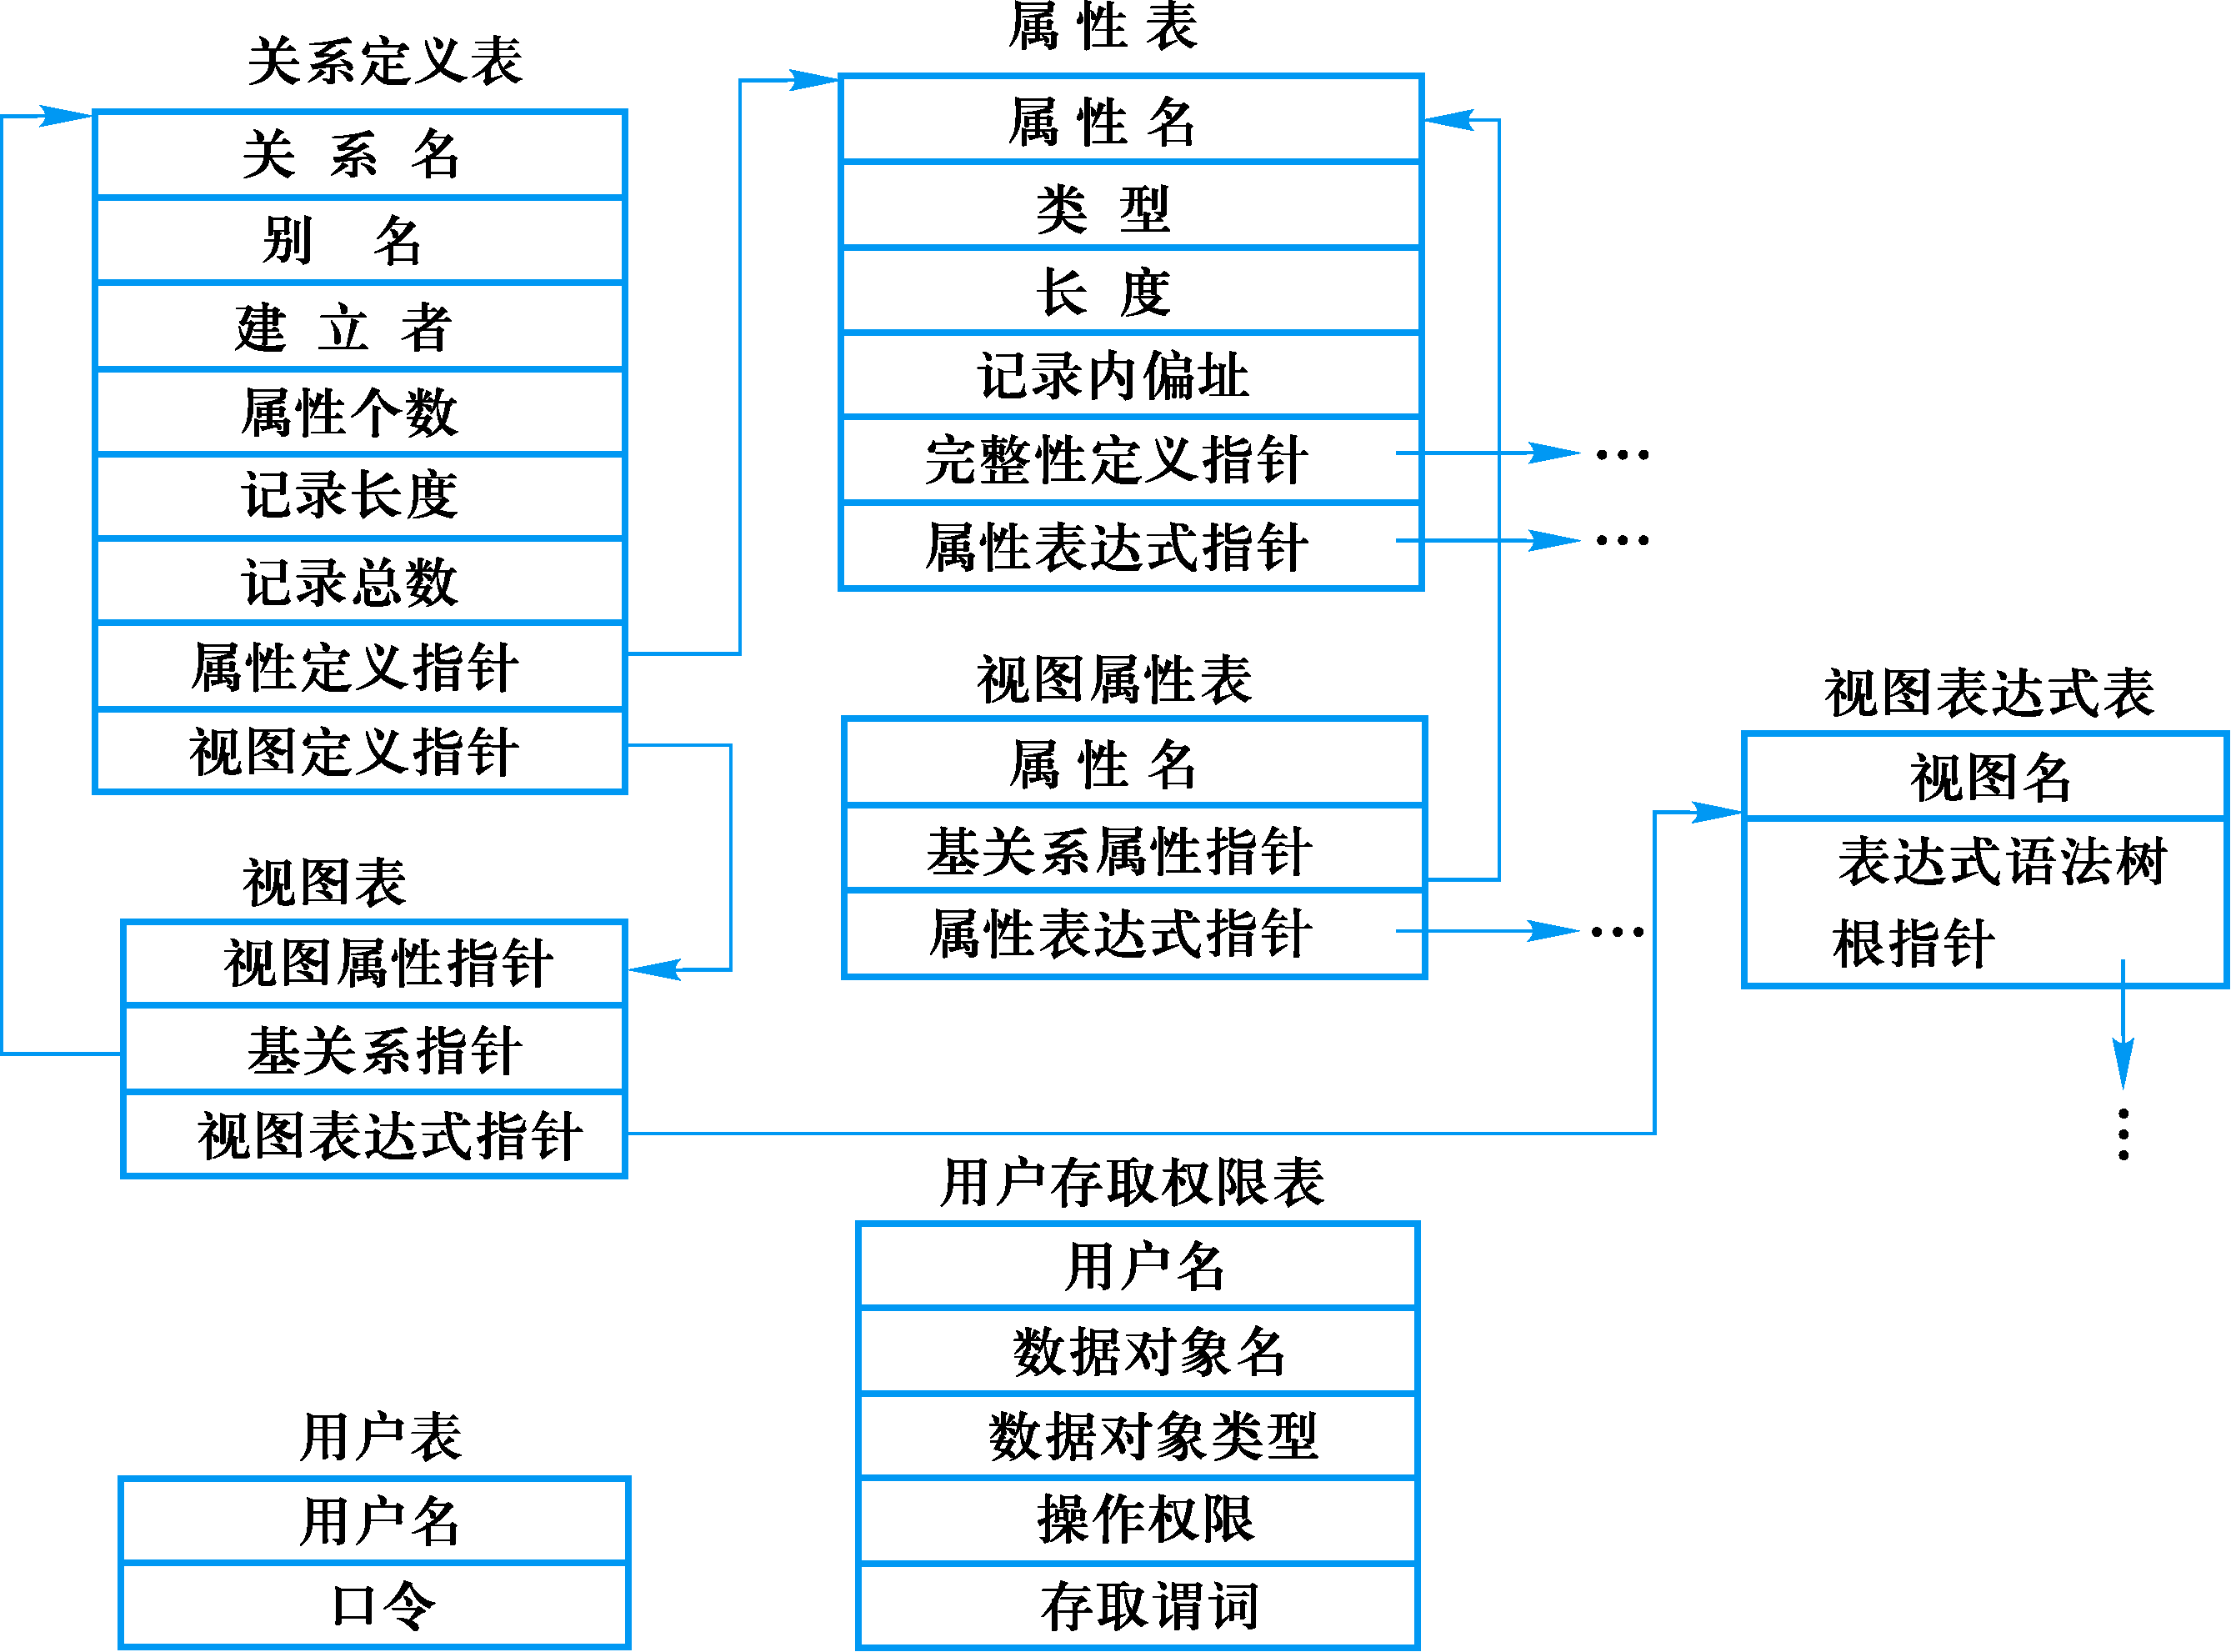 关系定义表
关系名
别名
建立者
属性个数
记录长度
记录总数
属性定义指针
视图定义指针
属性表
属性名
类型
长度
记录内偏址
完整性定义指针
···
属性表达式指针
···
视图表
视图属性指针
基关系指针
视图表达式指针
视图属性表
属性名
基关系属性指针
属性表达式指针
···
视图表达式表
视图名
表达式语法树
根指针
用户表
用户名
口令
用户存取权限表
用户名
数据对象名
数据对象类型
操作权限
存取谓词